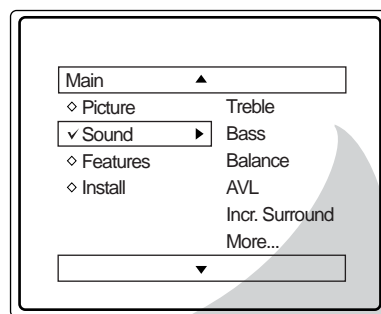 Main
Picture
Sound
Features
Install
Treble
Bass
Balance
AVL
Incr. Surround
More...